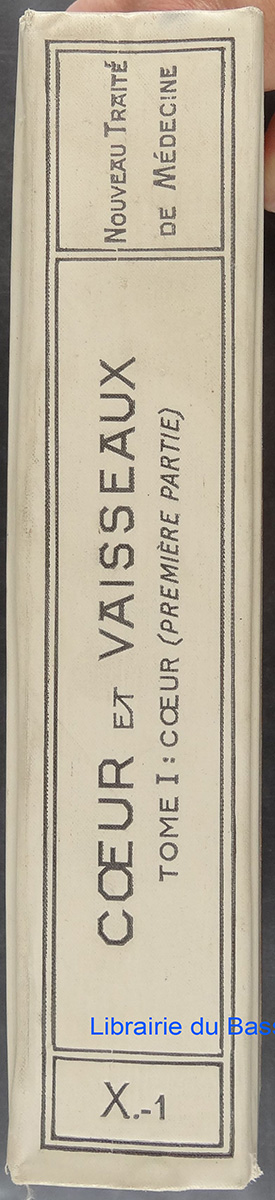 NOUVEAU TRAITÉ
DE MÉDECINE
CŒUR ET VAISSEAUX
TOME I : CŒUR (PREMIÈRE PARTIE)
X.-1
Librairie du Bas